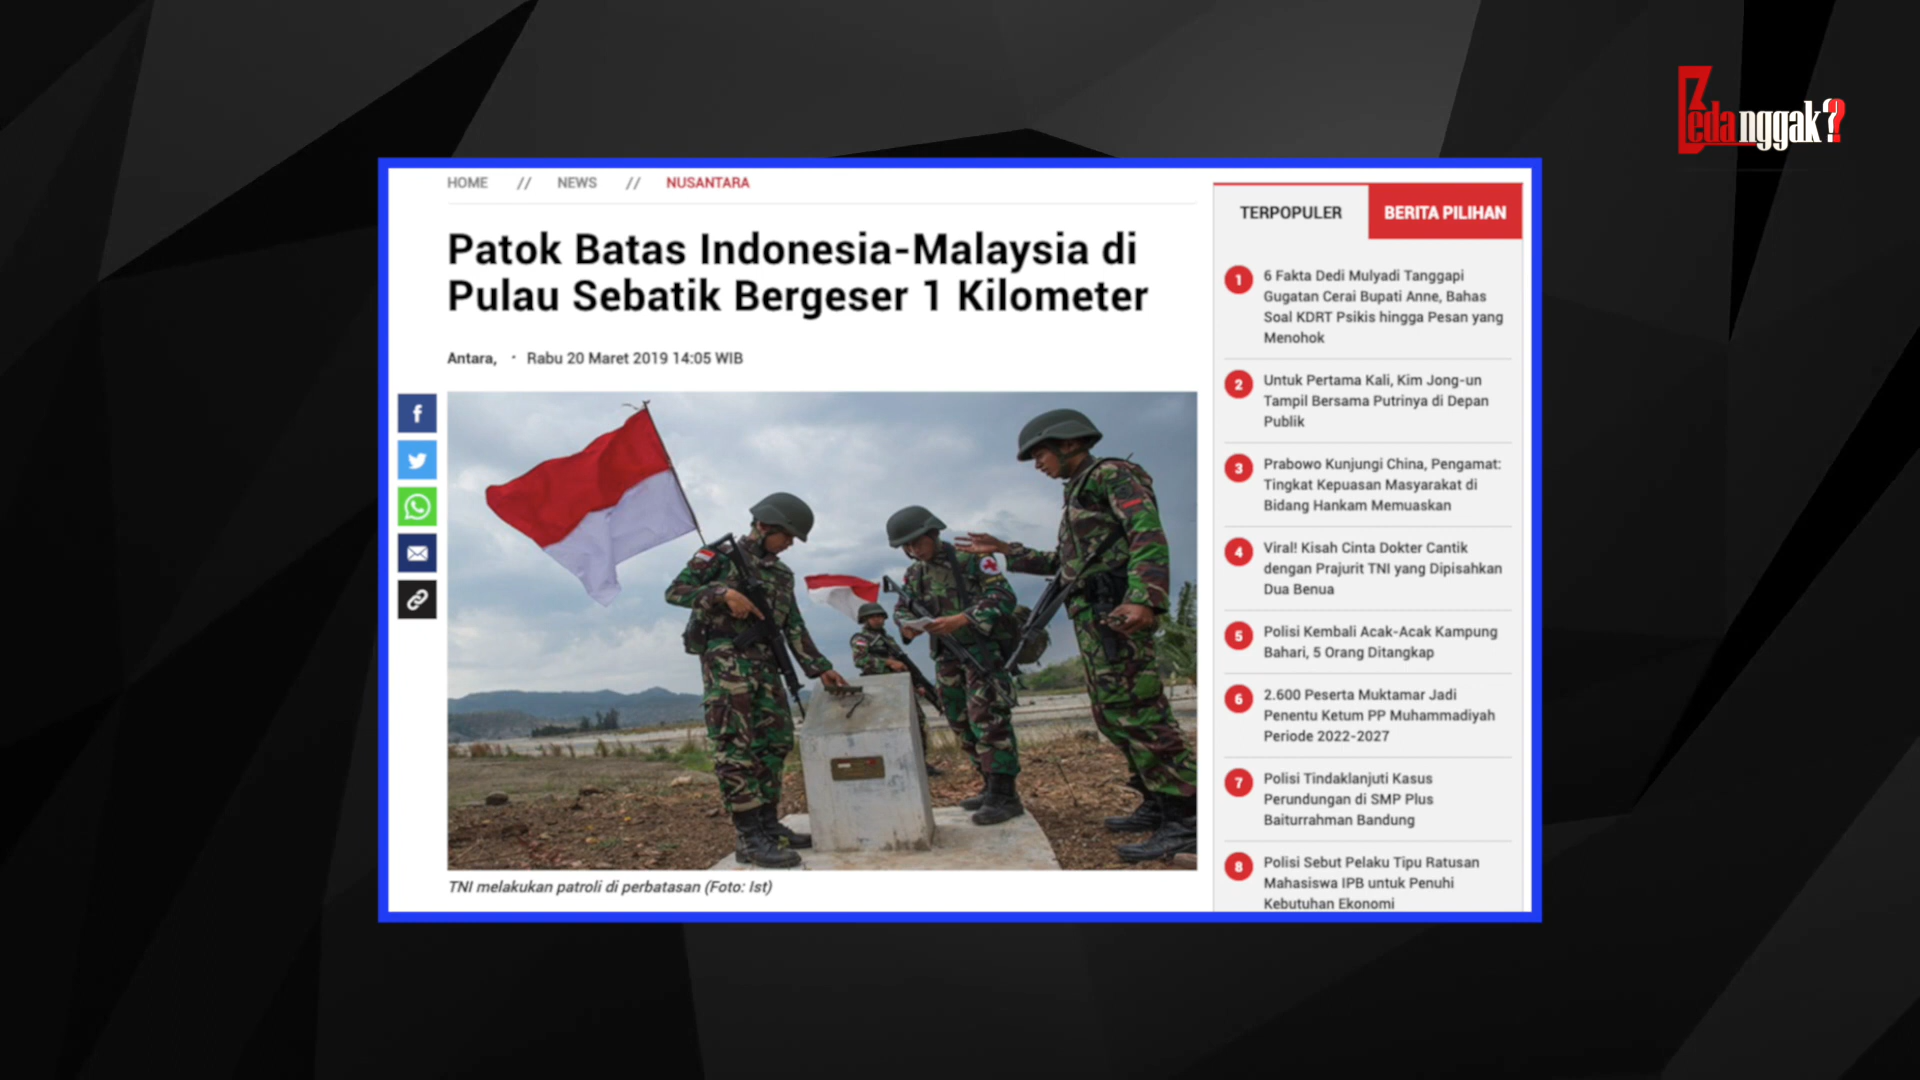 Bedanggak?
HOME // NEWS // NUSANTARA
Patok Batas Indonesia-Malaysia di
Pulau Sebatik Bergeser 1 Kilometer
Antara, · Rabu 20 Maret 2019 14:05 WIB
TNI melakukan patroli di perbatasan (Foto: Ist)
TERPOPULER
BERITA PILIHAN
1
6 Fakta Dedi Mulyadi Tanggapi
Gugatan Cerai Bupati Anne, Bahas
Soal KDRT Psikis hingga Pesan yang
Menohok
2
Untuk Pertama Kali, Kim Jong-un
Tampil Bersama Putrinya di Depan
Publik
3
Prabowo Kunjungi China, Pengamat:
Tingkat Kepuasan Masyarakat di
Bidang Hankam Memuaskan
4
Viral! Kisah Cinta Dokter Cantik
dengan Prajurit TNI yang Dipisahkan
Dua Benua
5
Polisi Kembali Acak-Acak Kampung
Bahari, 5 Orang Ditangkap
6
2.600 Peserta Muktamar Jadi
Penentu Ketum PP Muhammadiyah
Periode 2022-2027
7
Polisi Tindaklanjuti Kasus
Perundungan di SMP Plus
Baiturrahman Bandung
8
Polisi Sebut Pelaku Tipu Ratusan
Mahasiswa IPB untuk Penuhi
Kebutuhan Ekonomi